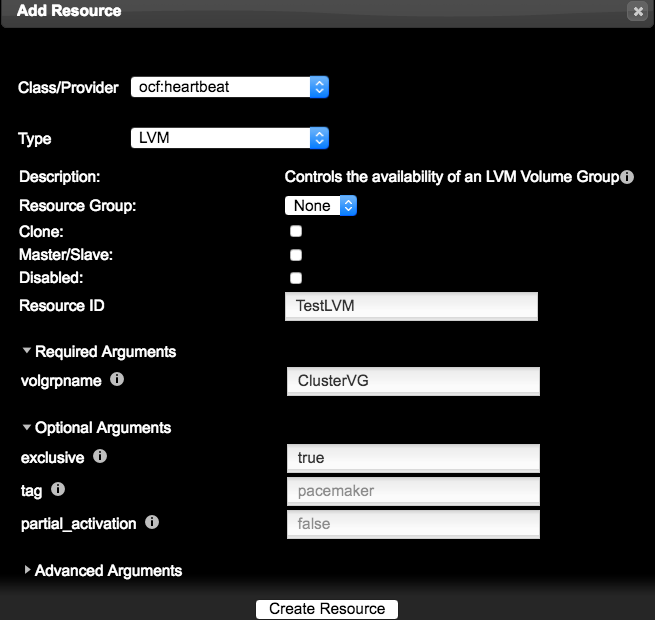 Add Resource
Class/Provider ocf:heartbeat
Type LVM
Description: Controls the availability of an LVM Volume Group
Resource Group: None
Clone:
Master/Slave:
Disabled:
Resource ID TestLVM
Required Arguments
volgrpname ClusterVG
Optional Arguments
exclusive true
tag pacemaker
partial_activation false
Advanced Arguments
Create Resource